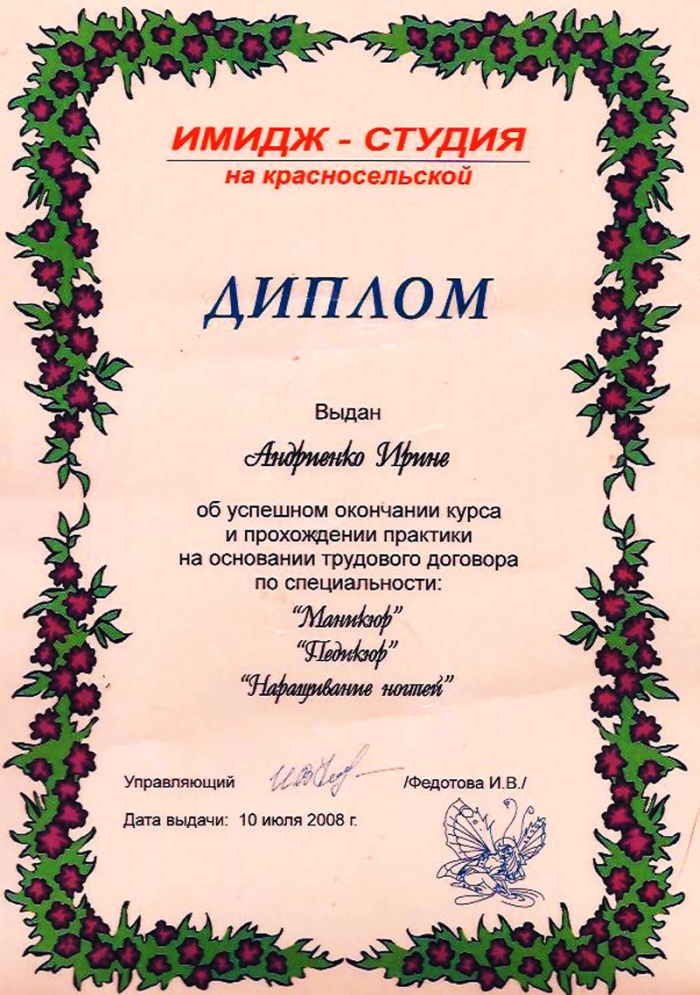 ИМИДЖ - СТУДИЯ
на красносельской
ДИПЛОМ
Выдан
Андриенко Ирине
об успешном окончании курса
и прохождении практики
на основании трудового договора
по специальности:
“Маникюр”
“Педикюр”
“Наращивание ногтей”
Управляющий /Федотова И.В./
Дата выдачи: 10 июля 2008 г.